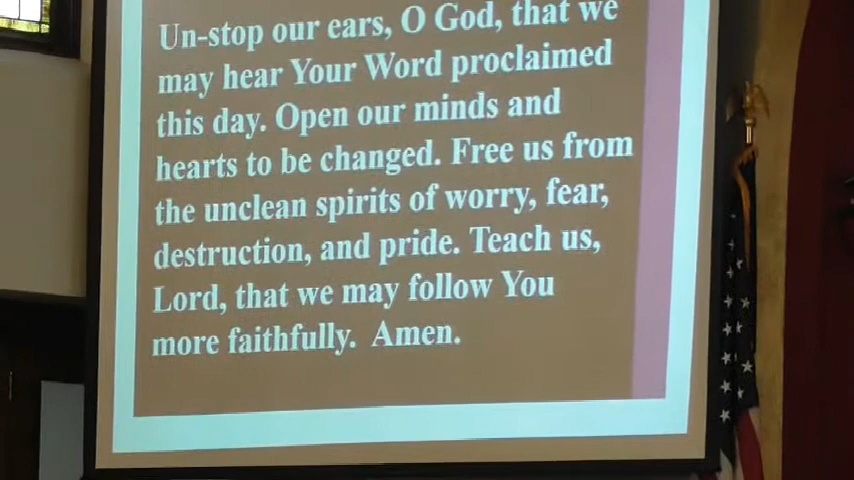 Un-stop our ears, O God, that we
may hear Your Word proclaimed
this day. Open our minds and
hearts to be changed. Free us from
the unclean spirits of worry, fear,
destruction, and pride. Teach us,
Lord, that we may follow You
more faithfully. Amen.